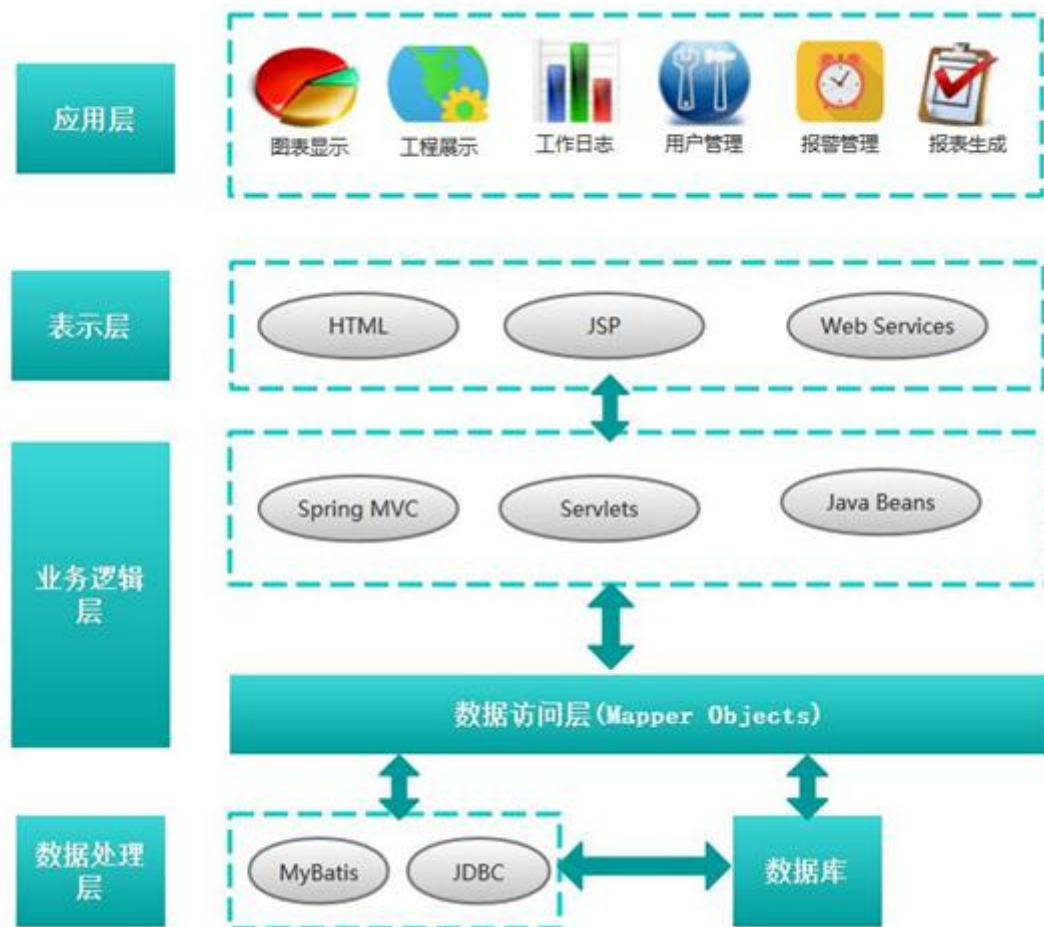 应用层
图表显示
工程展示
工作日志
用户管理
报警管理
报表生成
表示层
HTML
JSP
Web Services
业务逻辑
层
Spring MVC
Servlets
Java Beans
数据访问层(Mapper Objects)
数据处理
层
MyBatis
JDBC
数据库